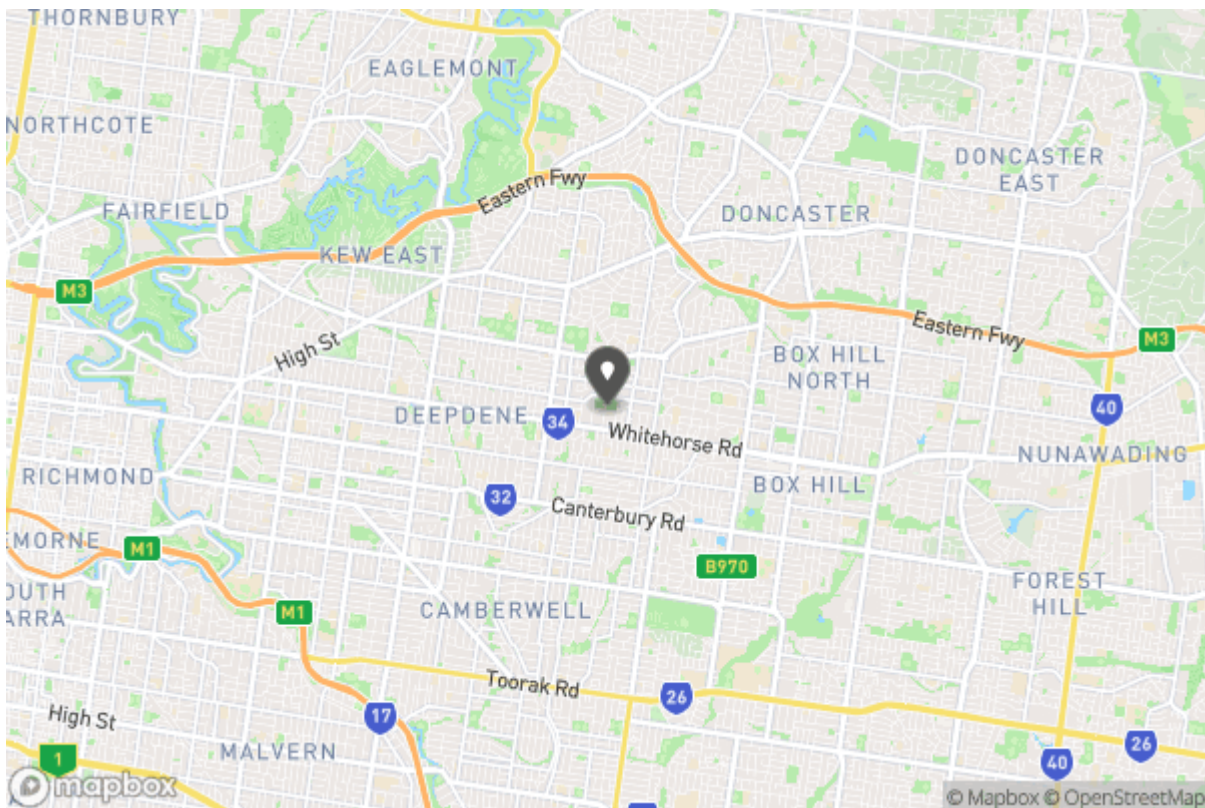 THORNBURY
EAGLEMONT
NORTHCOTE
DONCASTER
EAST
Eastern Fwy
FAIRFIELD
DONCASTER
KEW EAST
M3
Eastern Fwy
M3
High St
BOX HILL
NORTH
DEEPDENE
34
40
Whitehorse Rd
NUNAWADING
RICHMOND
BOX HILL
32
Canterbury Rd
EMORNE
M1
B970
OUTH
ARRA
FOREST
HILL
M1
CAMBERWELL
Toorak Rd
26
High St
17
MALVERN
26
1
40
mapbox
© Mapbox © OpenStreetMap